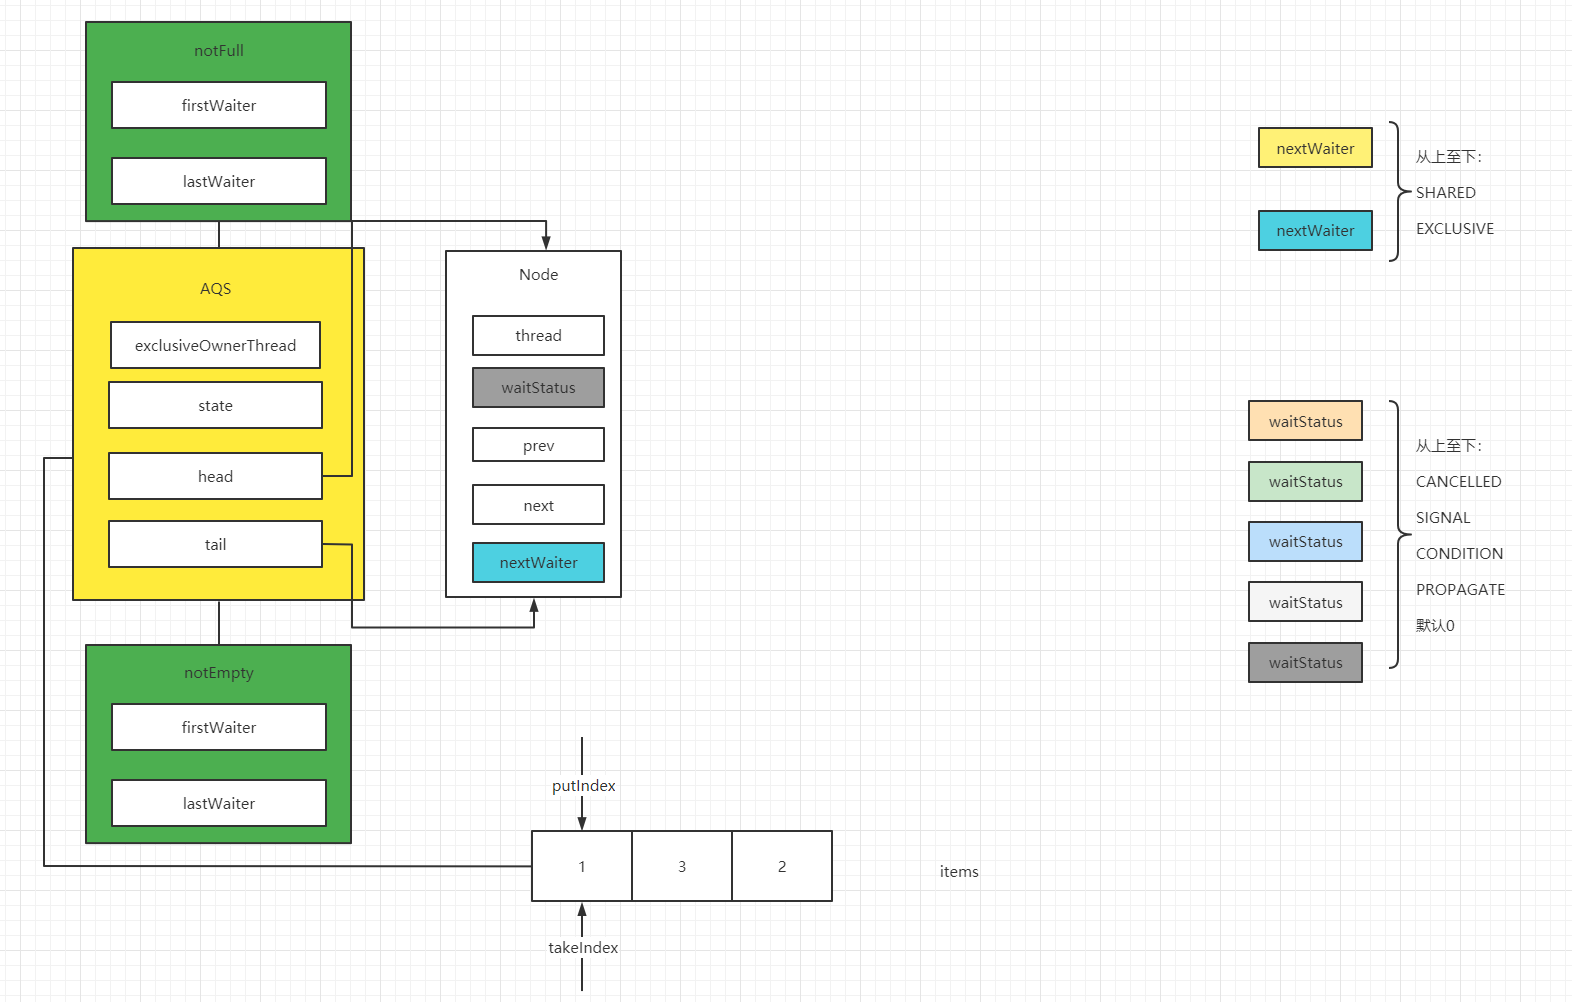 notFull
firstWaiter
lastWaiter
AQS
exclusiveOwnerThread
state
head
tail
notEmpty
firstWaiter
lastWaiter
Node
thread
waitStatus
prev
next
nextWaiter
putIndex
1 3 2
items
takeIndex
nextWaiter
nextWaiter
从上至下：
SHARED
EXCLUSIVE
waitStatus
waitStatus
waitStatus
waitStatus
waitStatus
从上至下：
CANCELLED
SIGNAL
CONDITION
PROPAGATE
默认0